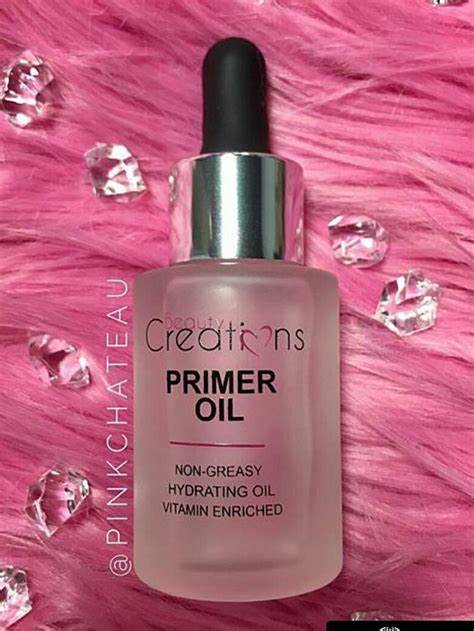 Beauty
Creations
PRIMER
OIL
NON-GREASY
HYDRATING OIL
VITAMIN ENRICHED
@PINKCHATEAU